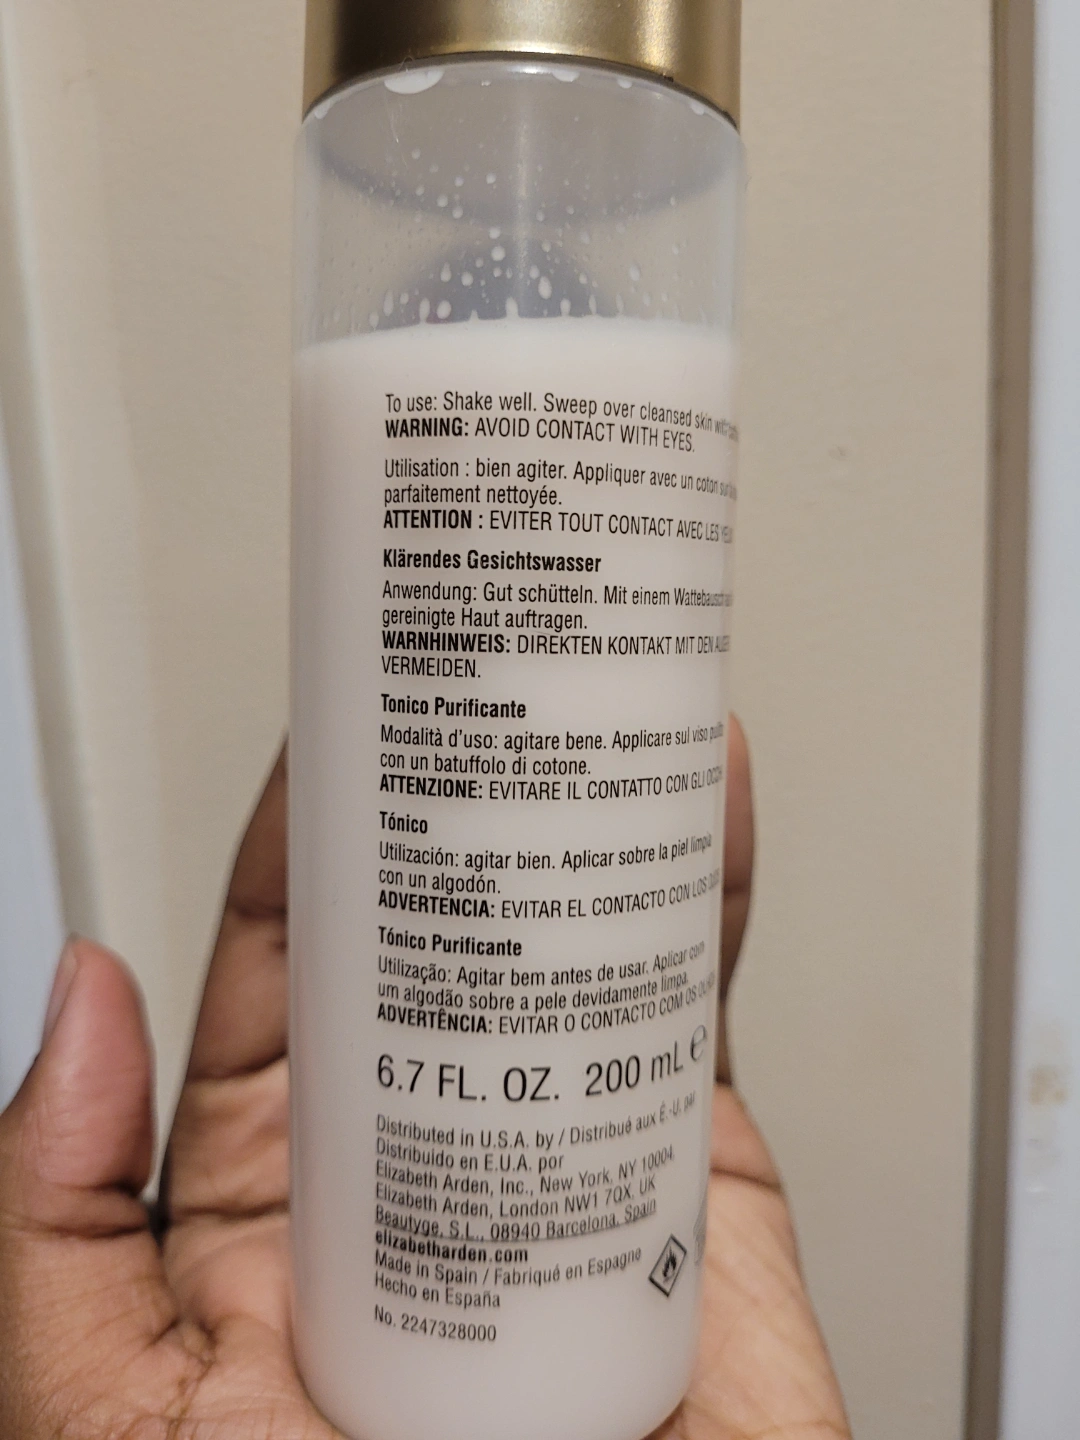 To use: Shake well. Sweep over cleansed skin with
WARNING: AVOID CONTACT WITH EYES.
Utilisation : bien agiter. Appliquer avec un coton sur
parfaitement nettoyée.
ATTENTION : EVITER TOUT CONTACT AVEC LES YEUX
Klärendes Gesichtswasser
Anwendung: Gut schütteln. Mit einem Wattebausch
gereinigte Haut auftragen.
WARNHINWEIS: DIREKTEN KONTAKT MIT DEN AUGEN
VERMEIDEN.
Tonico Purificante
Modalità d'uso: agitare bene. Applicare sul viso pulito
con un batuffolo di cotone.
ATTENZIONE: EVITARE IL CONTATTO CON GLI OCCHI
Tónico
Utilización: agitar bien. Aplicar sobre la piel limpia
con un algodón.
ADVERTENCIA: EVITAR EL CONTACTO CON LOS OJOS
Tónico Purificante
Utilização: Agitar bem antes de usar. Aplicar com
um algodão sobre a pele devidamente limpa.
ADVERTÊNCIA: EVITAR O CONTACTO COM OS OLHOS
6.7 FL. OZ. 200 mL ℮
Distributed in U.S.A. by / Distribué aux É.-U. par
Distribuido en E.U.A. por
Elizabeth Arden, Inc., New York, NY 10004
Elizabeth Arden, London NW1 7QX, UK
Beautyge, S.L., 08940 Barcelona, Spain
elizabetharden.com
Made in Spain / Fabriqué en Espagne
Hecho en España
No. 2247328000